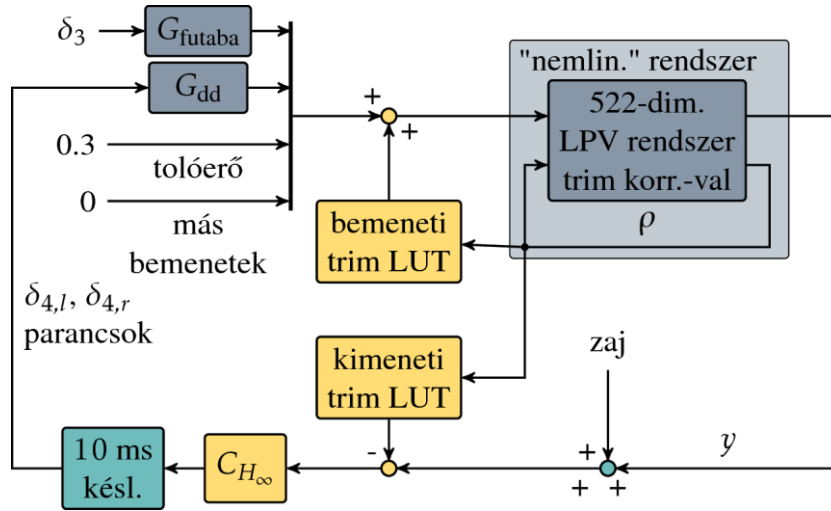 δ₃
G_futaba
G_dd
0.3
tolóerő
0
más
bemenetek
δ₄,ₗ, δ₄,ᵣ
parancsok
+
+
bemeneti
trim LUT
"nemlin." rendszer
522-dim.
LPV rendszer
trim korr.-val
ρ
kimeneti
trim LUT
zaj
10 ms
késl.
C_H∞
-
+
+ +
y